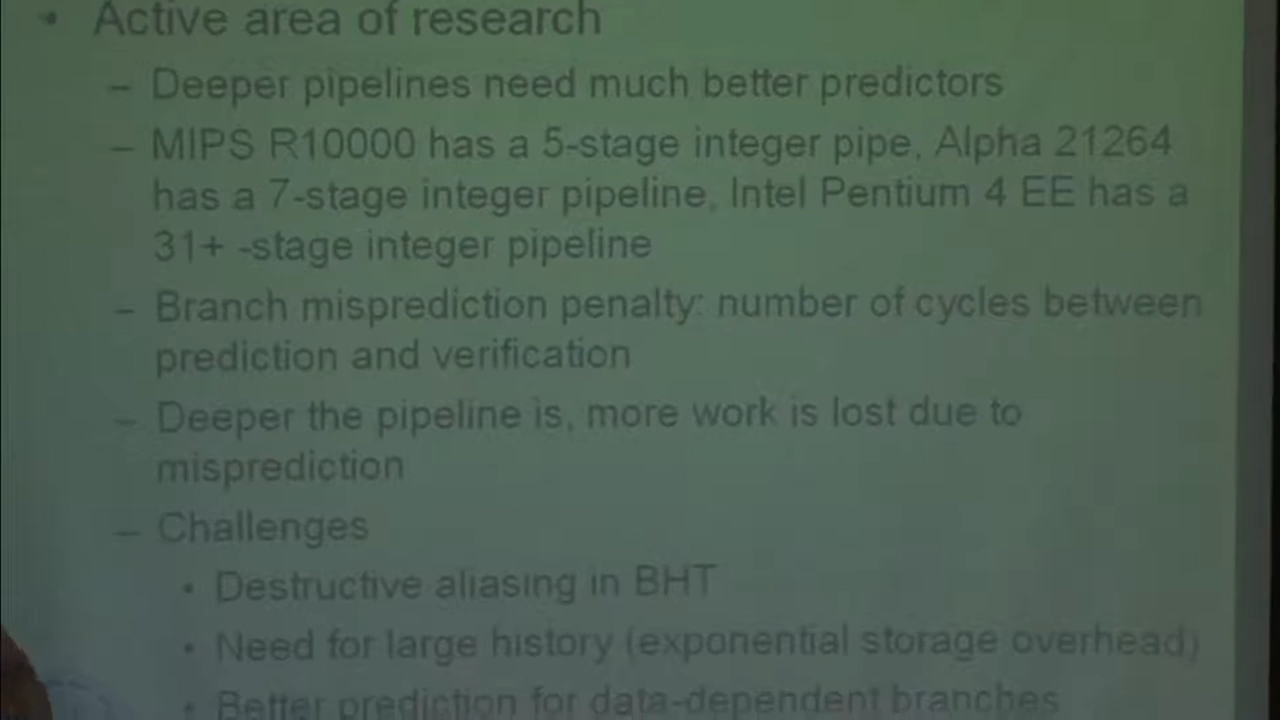 • Active area of research
– Deeper pipelines need much better predictors
– MIPS R10000 has a 5-stage integer pipe, Alpha 21264
has a 7-stage integer pipeline, Intel Pentium 4 EE has a
31+ -stage integer pipeline
– Branch misprediction penalty: number of cycles between
prediction and verification
– Deeper the pipeline is, more work is lost due to
misprediction
– Challenges
• Destructive aliasing in BHT
• Need for large history (exponential storage overhead)
• Better prediction for data-dependent branches